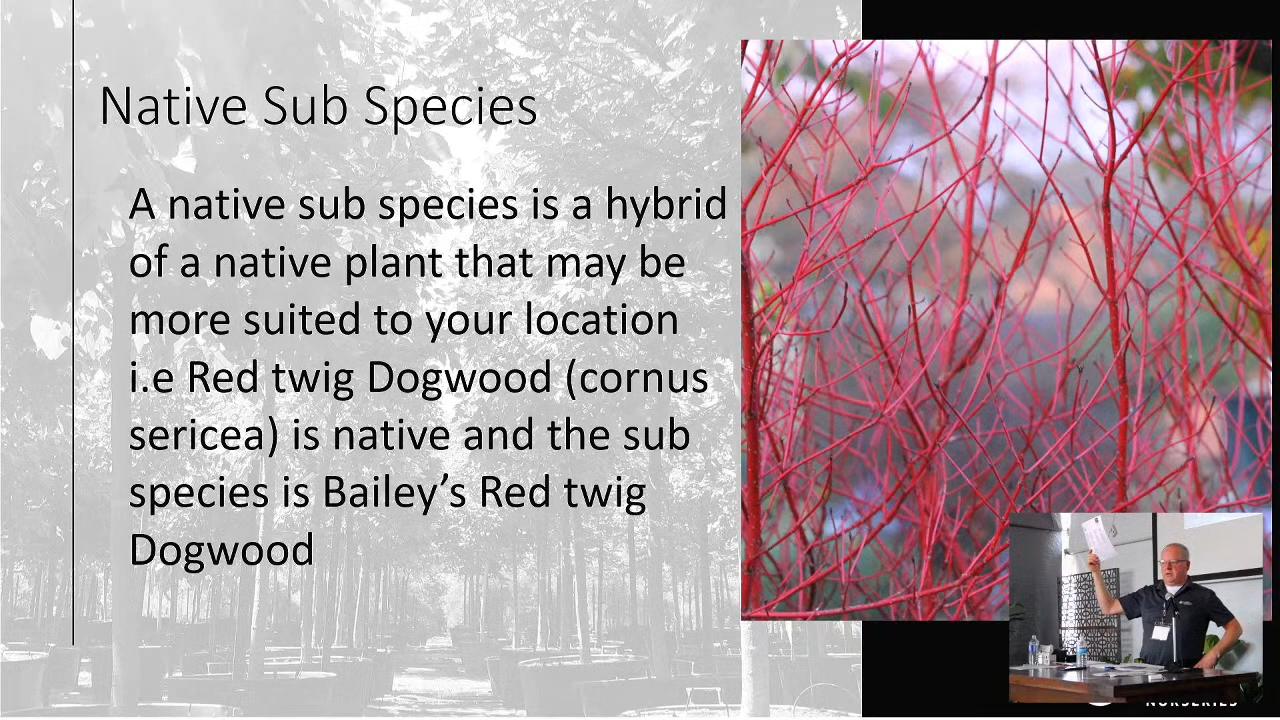 Native Sub Species
A native sub species is a hybrid
of a native plant that may be
more suited to your location
i.e Red twig Dogwood (cornus
sericea) is native and the sub
species is Bailey's Red twig
Dogwood
NURSERIES